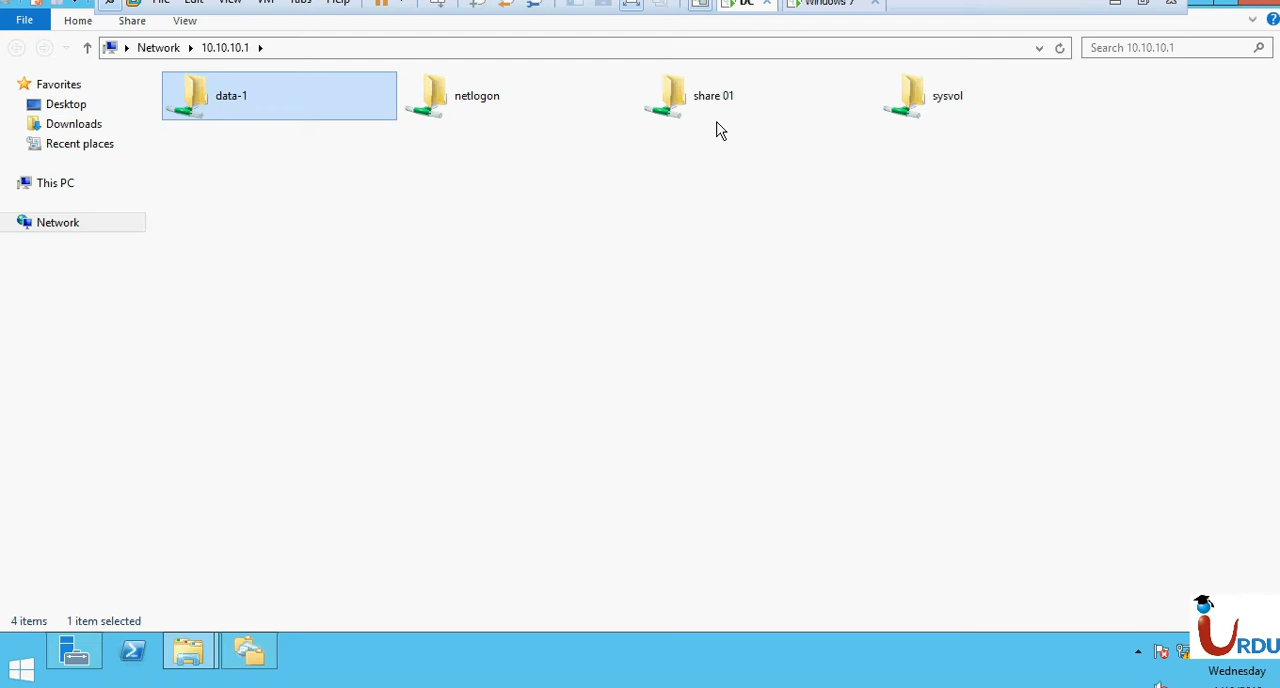 File Edit View VM Tabs Help DC Windows 7
File Home Share View
Network 10.10.10.1 Search 10.10.10.1
Favorites
Desktop
Downloads
Recent places
This PC
Network
data-1 netlogon share 01 sysvol
4 items 1 item selected
URDU
Wednesday